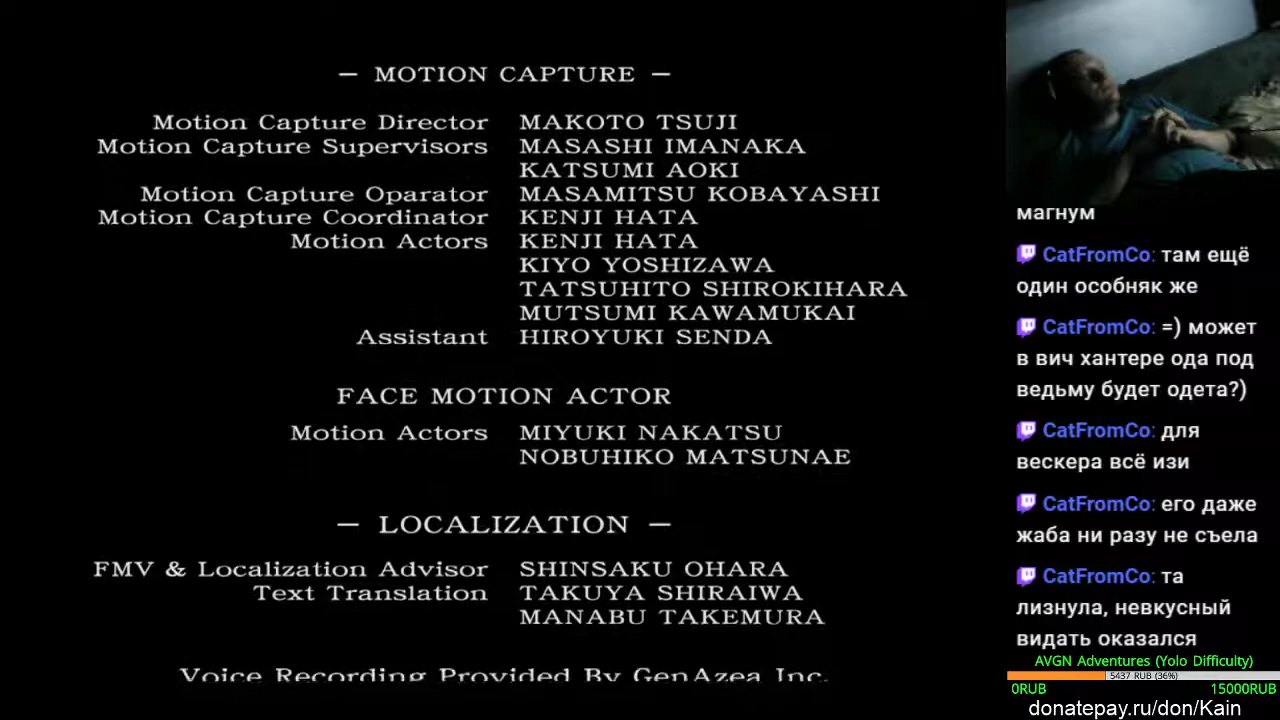 — MOTION CAPTURE —
Motion Capture Director MAKOTO TSUJI
Motion Capture Supervisors MASASHI IMANAKA
KATSUMI AOKI
Motion Capture Oparator MASAMITSU KOBAYASHI
Motion Capture Coordinator KENJI HATA
Motion Actors KENJI HATA
KIYO YOSHIZAWA
TATSUHITO SHIROKIHARA
MUTSUMI KAWAMUKAI
Assistant HIROYUKI SENDA
FACE MOTION ACTOR
Motion Actors MIYUKI NAKATSU
NOBUHIKO MATSUNAE
— LOCALIZATION —
FMV & Localization Advisor SHINSAKU OHARA
Text Translation TAKUYA SHIRAIWA
MANABU TAKEMURA
Voice Recording Provided By GenAzea Inc.
магнум
CatFromCo: там ещё
один особняк же
CatFromCo: =) может
в вич хантере ода под
ведьму будет одета?)
CatFromCo: для
вескера всё изи
CatFromCo: его даже
жаба ни разу не съела
CatFromCo: та
лизнула, невкусный
видать оказался
AVGN Adventures (Yolo Difficulty)
5437 RUB (36%)
0RUB 15000RUB
donatepay.ru/don/Kain